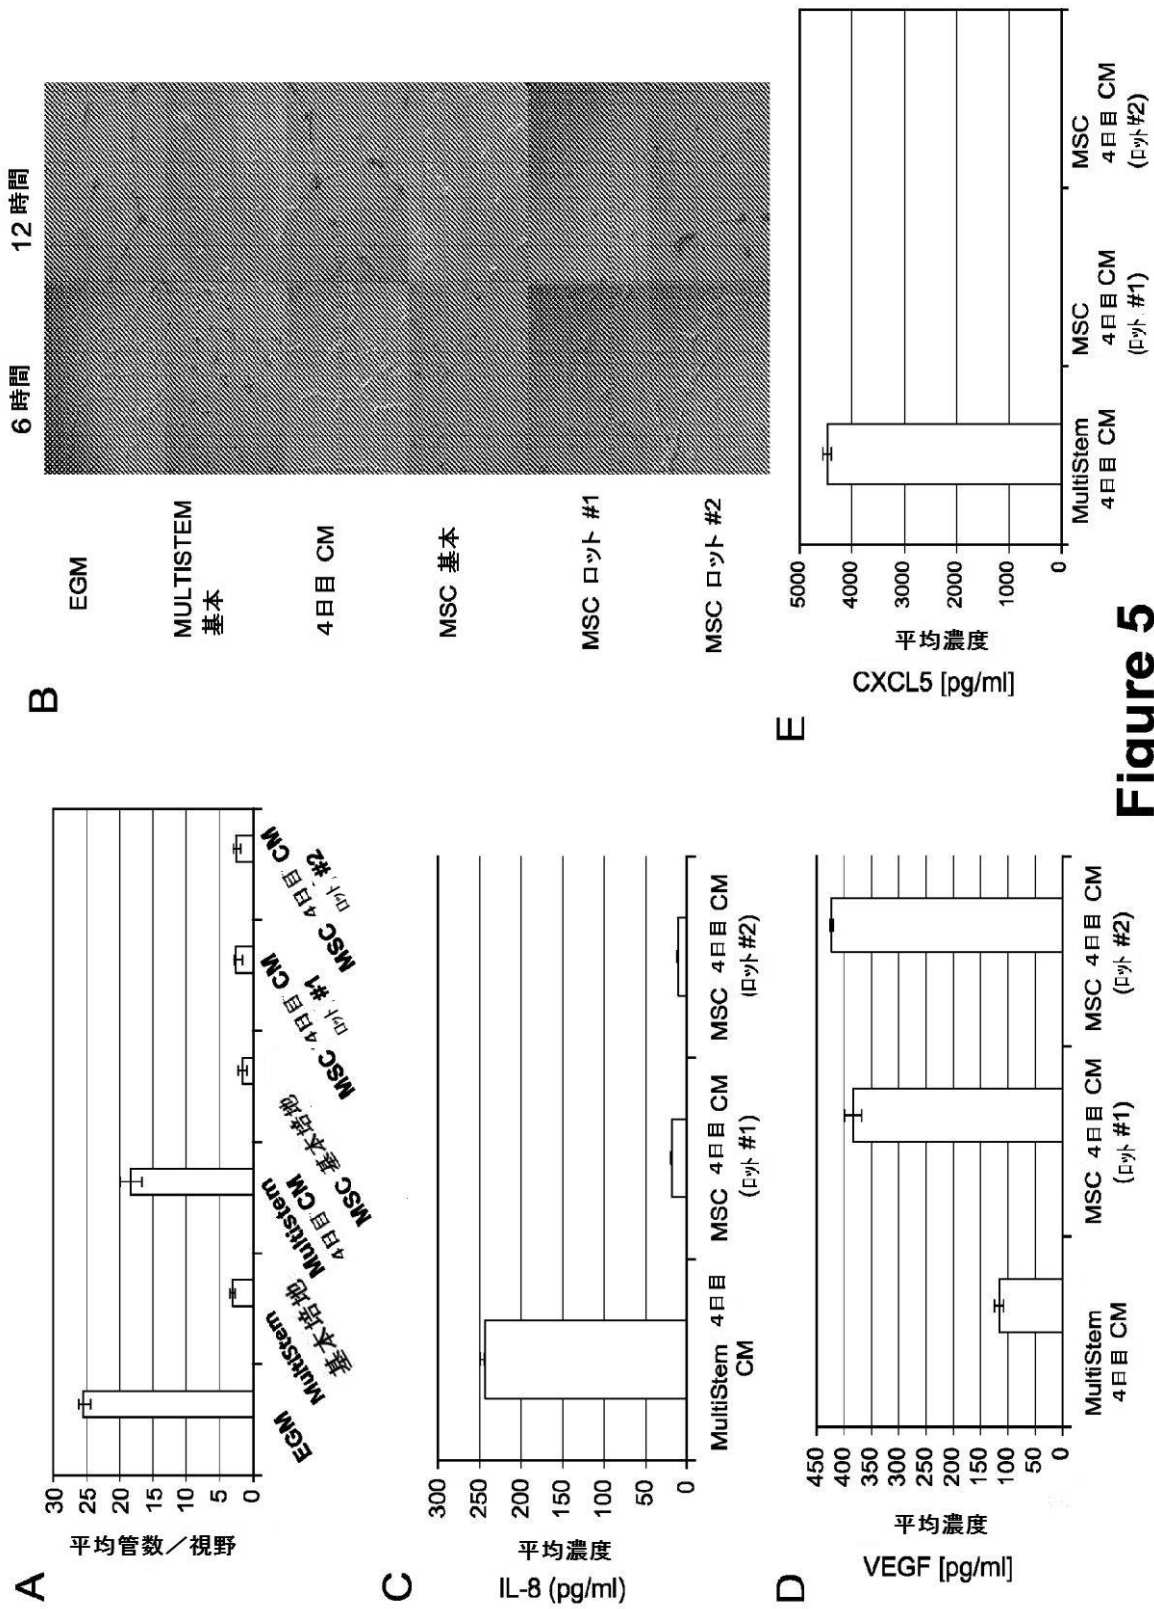 A
平均管数／視野
30
25
20
15
10
5
0
EGM
MultiStem
基本培地
Multistem
4日目 CM
MSC 基本培地
MSC 4日目 CM
ロット #1
MSC 4日目 CM
ロット #2
B
6 時間
12 時間
EGM
MULTISTEM
基本
4日目 CM
MSC 基本
MSC ロット #1
MSC ロット #2
C
平均濃度
IL-8 (pg/ml)
300
250
200
150
100
50
0
MultiStem 4日目
CM
MSC 4日目 CM
(ロット #1)
MSC 4日目 CM
(ロット #2)
D
平均濃度
VEGF [pg/ml]
450
400
350
300
250
200
150
100
50
0
MultiStem
4日目 CM
MSC 4日目 CM
(ロット #1)
MSC 4日目 CM
(ロット #2)
E
平均濃度
CXCL5 [pg/ml]
5000
4000
3000
2000
1000
0
MultiStem
4日目 CM
MSC
4日目 CM
(ロット #1)
MSC
4日目 CM
(ロット #2)
Figure 5